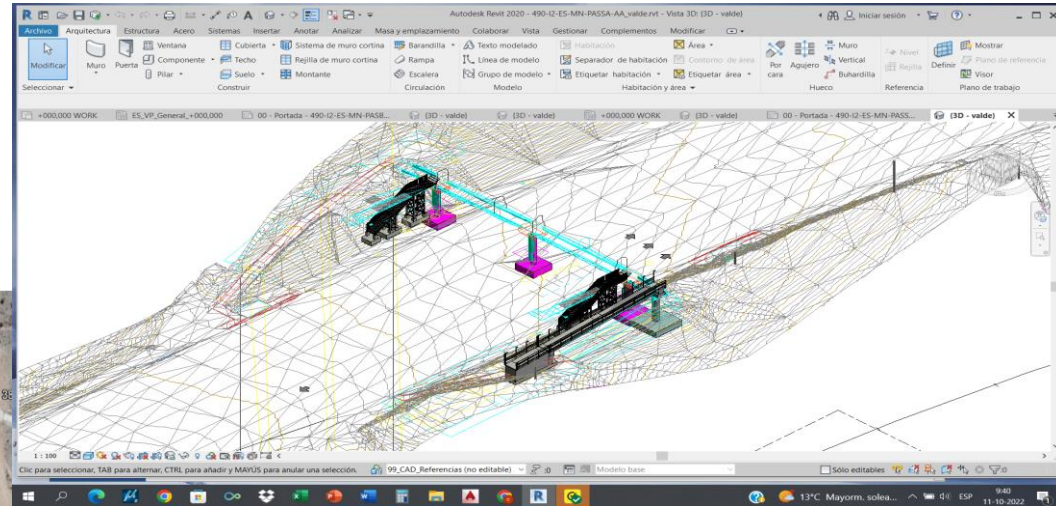 Autodesk Revit 2020 - 490-I2-ES-MN-PASSA-AA_valde.rvt - Vista 3D: (3D - valde)
Iniciar sesión
Archivo Arquitectura Estructura Acero Sistemas Insertar Anotar Analizar Masa y emplazamiento Colaborar Vista Gestionar Complementos Modificar
Modificar
Muro
Puerta
Ventana
Componente
Pilar
Cubierta
Techo
Suelo
Sistema de muro cortina
Rejilla de muro cortina
Montante
Barandilla
Rampa
Escalera
Texto modelado
Línea de modelo
Grupo de modelo
Habitación
Separador de habitación
Etiquetar habitación
Área
Contorno de área
Etiquetar área
Por cara
Agujero
Muro
Vertical
Buhardilla
Nivel
Rejilla
Definir
Mostrar
Plano de referencia
Visor
Seleccionar Construir Circulación Modelo Habitación y área Hueco Referencia Plano de trabajo
+000,000 WORK ES_VP_General_+000,000 00 - Portada - 490-I2-ES-MN-PASB... (3D - valde) (3D - valde) +000,000 WORK (3D - valde) 00 - Portada - 490-I2-ES-MN-PASS... (3D - valde)
1 : 100
Clic para seleccionar, TAB para alternar, CTRL para añadir y MAYÚS para anular una selección. 99_CAD_Referencias (no editable) :0 Modelo base Sólo editables :0
13°C Mayorm. solea... ESP 9:40
11-10-2022